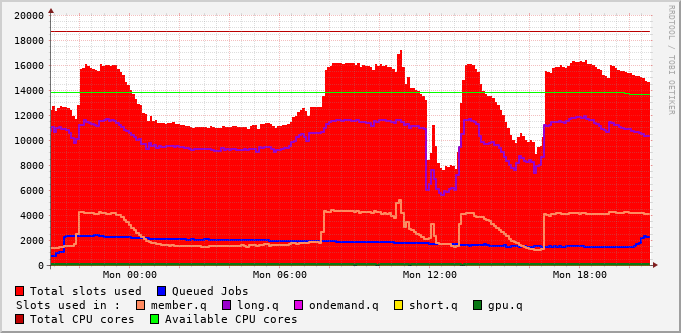 20000
18000
16000
14000
12000
10000
8000
6000
4000
2000
0
Mon 00:00 Mon 06:00 Mon 12:00 Mon 18:00
RRDTOOL / TOBI OETIKER
Total slots used Queued Jobs
Slots used in : member.q long.q ondemand.q short.q gpu.q
Total CPU cores Available CPU cores